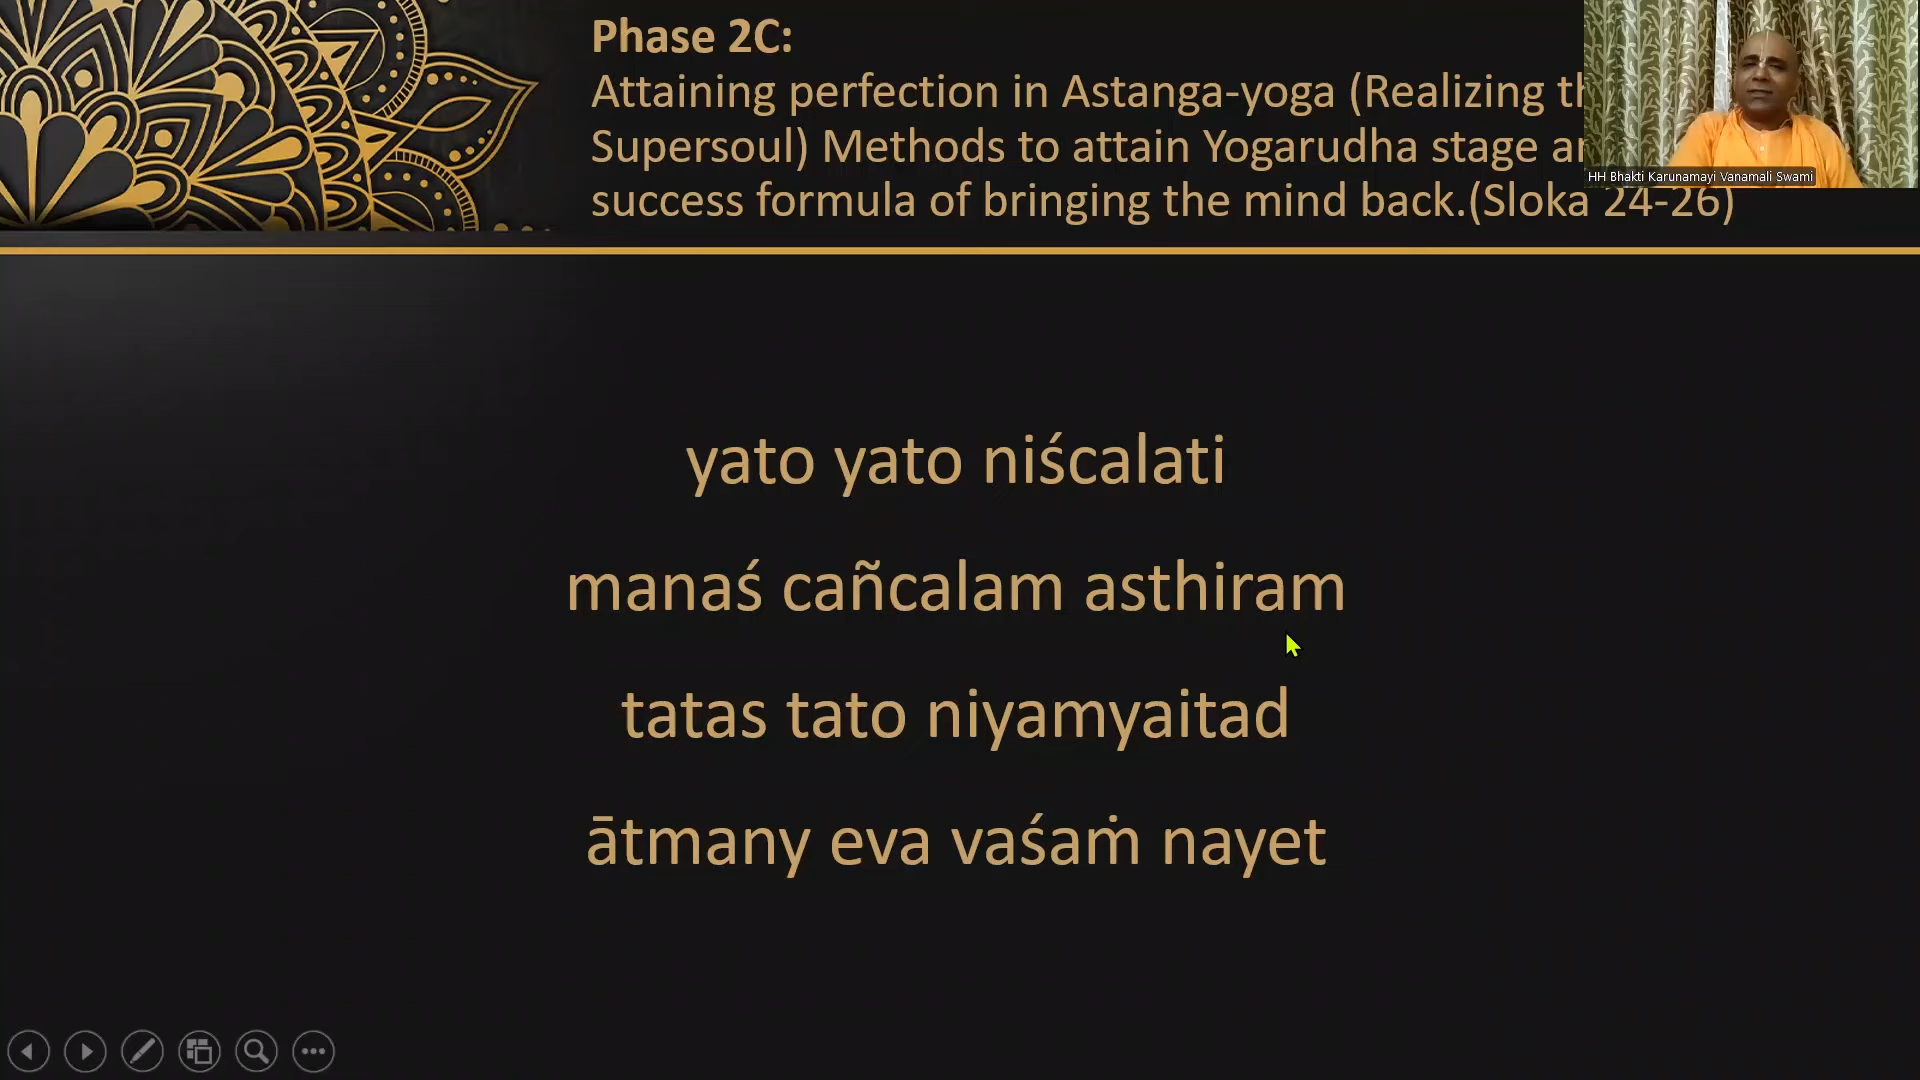 Phase 2C:
Attaining perfection in Astanga-yoga (Realizing
Supersoul) Methods to attain Yogarudha stage
success formula of bringing the mind back.(Sloka 24-26)
HH Bhakti Karunamayi Vanamali Swami
yato yato niścalati
manaś cañcalam asthiram
tatas tato niyamyaitad
ātmany eva vaśaṁ nayet